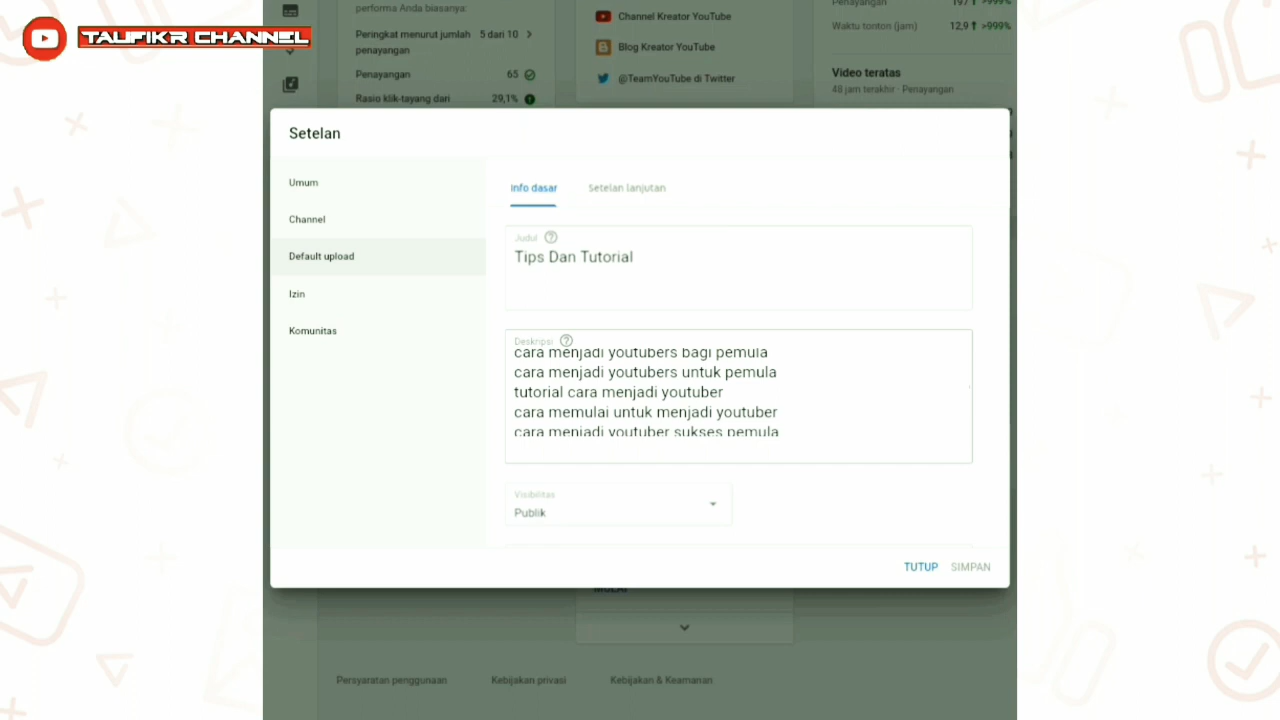 TAUFIKR CHANNEL
performa Anda biasanya:
Peringkat menurut jumlah penayangan 5 dari 10
Penayangan 65
Rasio klik-tayang dari 29,1%
Channel Kreator YouTube
Blog Kreator YouTube
@TeamYouTube di Twitter
Penayangan 197 >999%
Waktu tonton (jam) 12,9 >999%
Video teratas
48 jam terakhir · Penayangan
Setelan
Umum
Channel
Default upload
Izin
Komunitas
Info dasar
Setelan lanjutan
Judul
Tips Dan Tutorial
Deskripsi
cara menjadi youtubers bagi pemula
cara menjadi youtubers untuk pemula
tutorial cara menjadi youtuber
cara memulai untuk menjadi youtuber
cara menjadi youtuber sukses pemula
Visibilitas
Publik
TUTUP
SIMPAN
MULAI
Persyaratan penggunaan
Kebijakan privasi
Kebijakan & Keamanan